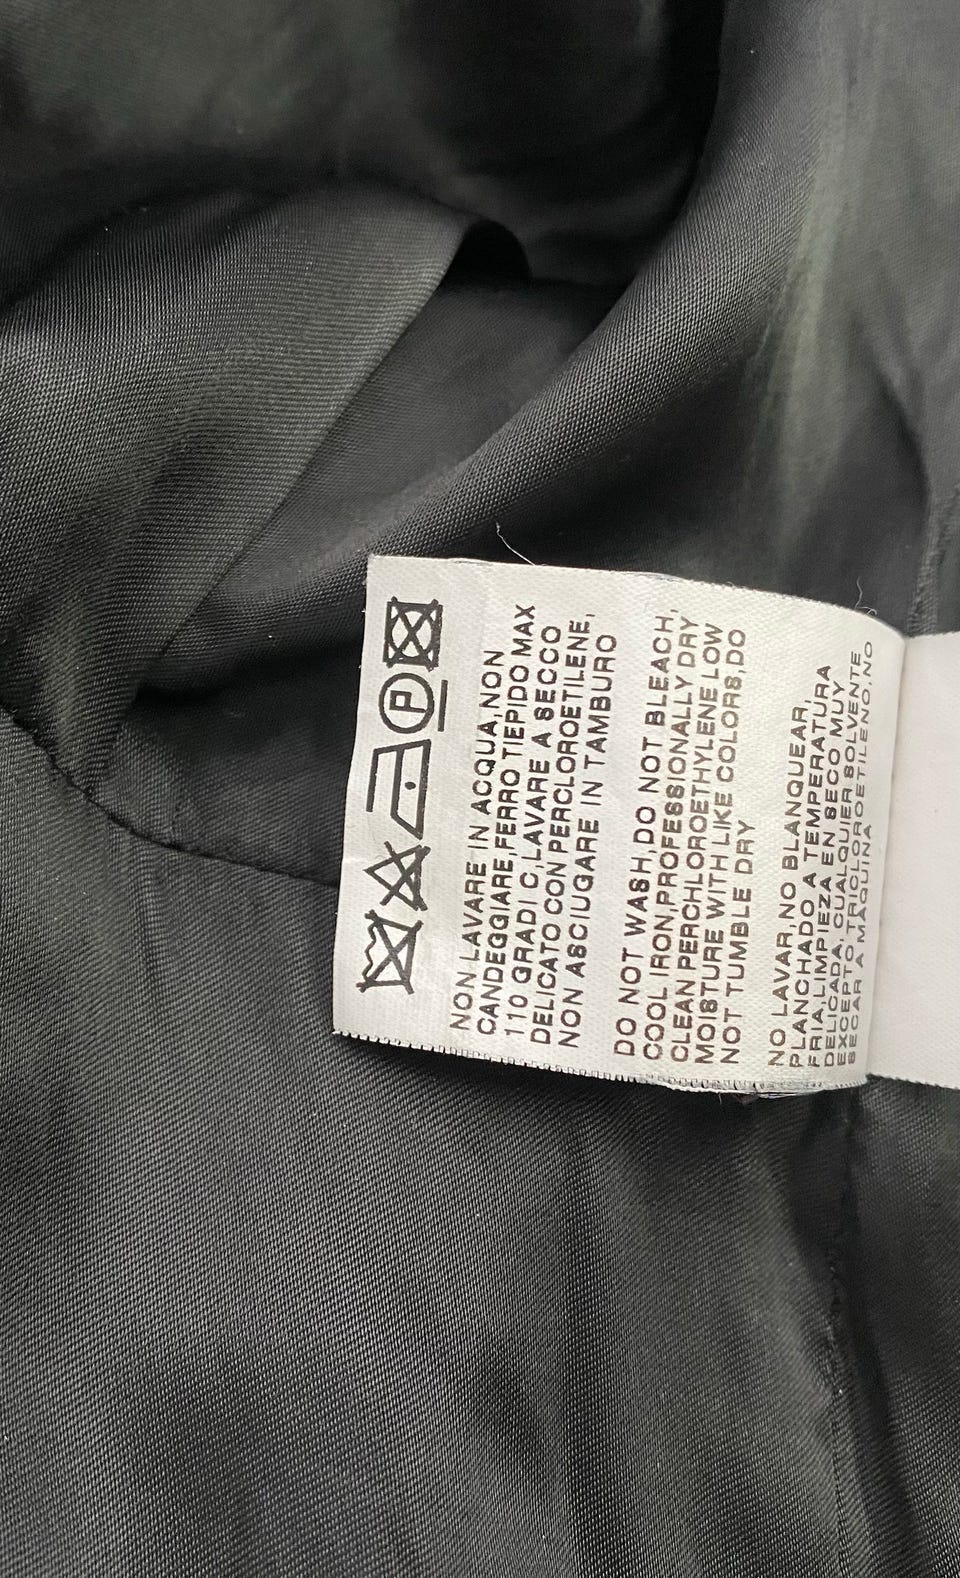 P
NON LAVARE IN ACQUA,NON
CANDEGGIARE,FERRO TIEPIDO MAX
110 GRADI C,LAVARE A SECCO
DELICATO CON PERCLOROETILENE,
NON ASCIUGARE IN TAMBURO
DO NOT WASH,DO NOT BLEACH,
COOL IRON,PROFESSIONALLY DRY
CLEAN PERCHLOROETHYLENE LOW
MOISTURE WITH LIKE COLORS,DO
NOT TUMBLE DRY
NO LAVAR,NO BLANQUEAR,
PLANCHADO A TEMPERATURA
FRIA,LIMPIEZA EN SECO MUY
DELICADA, CUALQUIER SOLVENTE
EXCEPTO, TRICLOROETILENO,NO
SECAR A MAQUINA